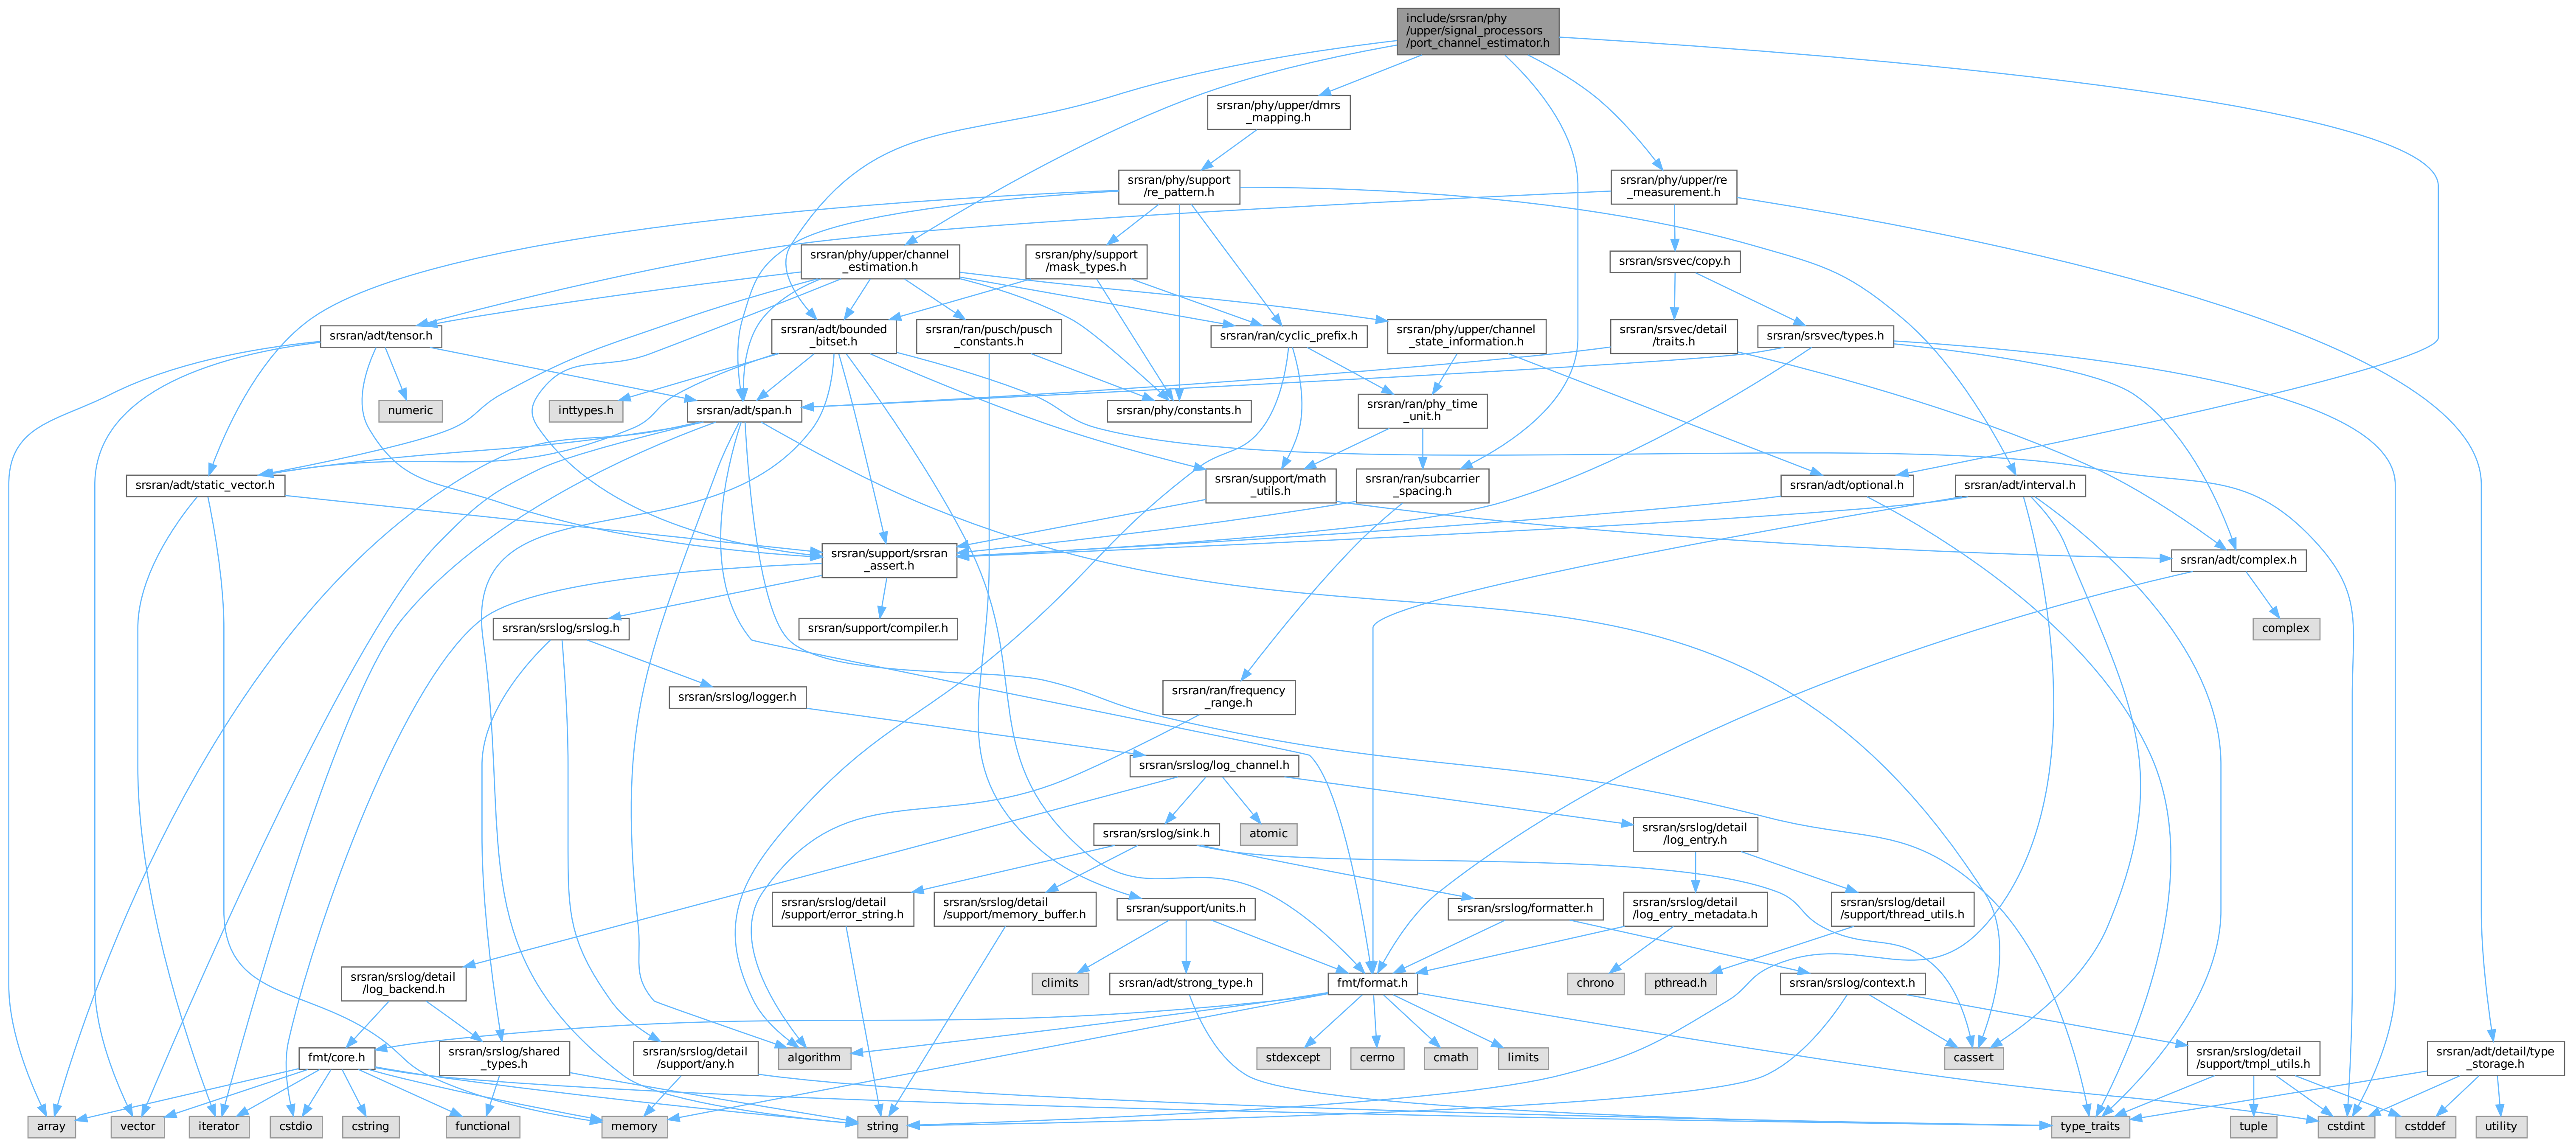 include/srsran/phy
/upper/signal_processors
/port_channel_estimator.h
srsran/phy/upper/dmrs
_mapping.h
srsran/phy/support
/re_pattern.h
srsran/phy/upper/re
_measurement.h
srsran/phy/upper/channel
_estimation.h
srsran/phy/support
/mask_types.h
srsran/srsvec/copy.h
srsran/adt/tensor.h
srsran/adt/bounded
_bitset.h
srsran/ran/pusch/pusch
_constants.h
srsran/ran/cyclic_prefix.h
srsran/phy/upper/channel
_state_information.h
srsran/srsvec/detail
/traits.h
srsran/srsvec/types.h
numeric
inttypes.h
srsran/adt/span.h
srsran/phy/constants.h
srsran/ran/phy_time
_unit.h
srsran/adt/static_vector.h
srsran/support/math
_utils.h
srsran/ran/subcarrier
_spacing.h
srsran/adt/optional.h
srsran/adt/interval.h
srsran/support/srsran
_assert.h
srsran/adt/complex.h
srsran/srslog/srslog.h
srsran/support/compiler.h
complex
srsran/srslog/logger.h
srsran/ran/frequency
_range.h
srsran/srslog/log_channel.h
srsran/srslog/sink.h
atomic
srsran/srslog/detail
/log_entry.h
srsran/srslog/detail
/support/error_string.h
srsran/srslog/detail
/support/memory_buffer.h
srsran/support/units.h
srsran/srslog/formatter.h
srsran/srslog/detail
/log_entry_metadata.h
srsran/srslog/detail
/support/thread_utils.h
srsran/srslog/detail
/log_backend.h
climits
srsran/adt/strong_type.h
fmt/format.h
chrono
pthread.h
srsran/srslog/context.h
fmt/core.h
srsran/srslog/shared
_types.h
srsran/srslog/detail
/support/any.h
algorithm
stdexcept
cerrno
cmath
limits
cassert
srsran/srslog/detail
/support/tmpl_utils.h
srsran/adt/detail/type
_storage.h
array
vector
iterator
cstdio
cstring
functional
memory
string
type_traits
tuple
cstdint
cstddef
utility